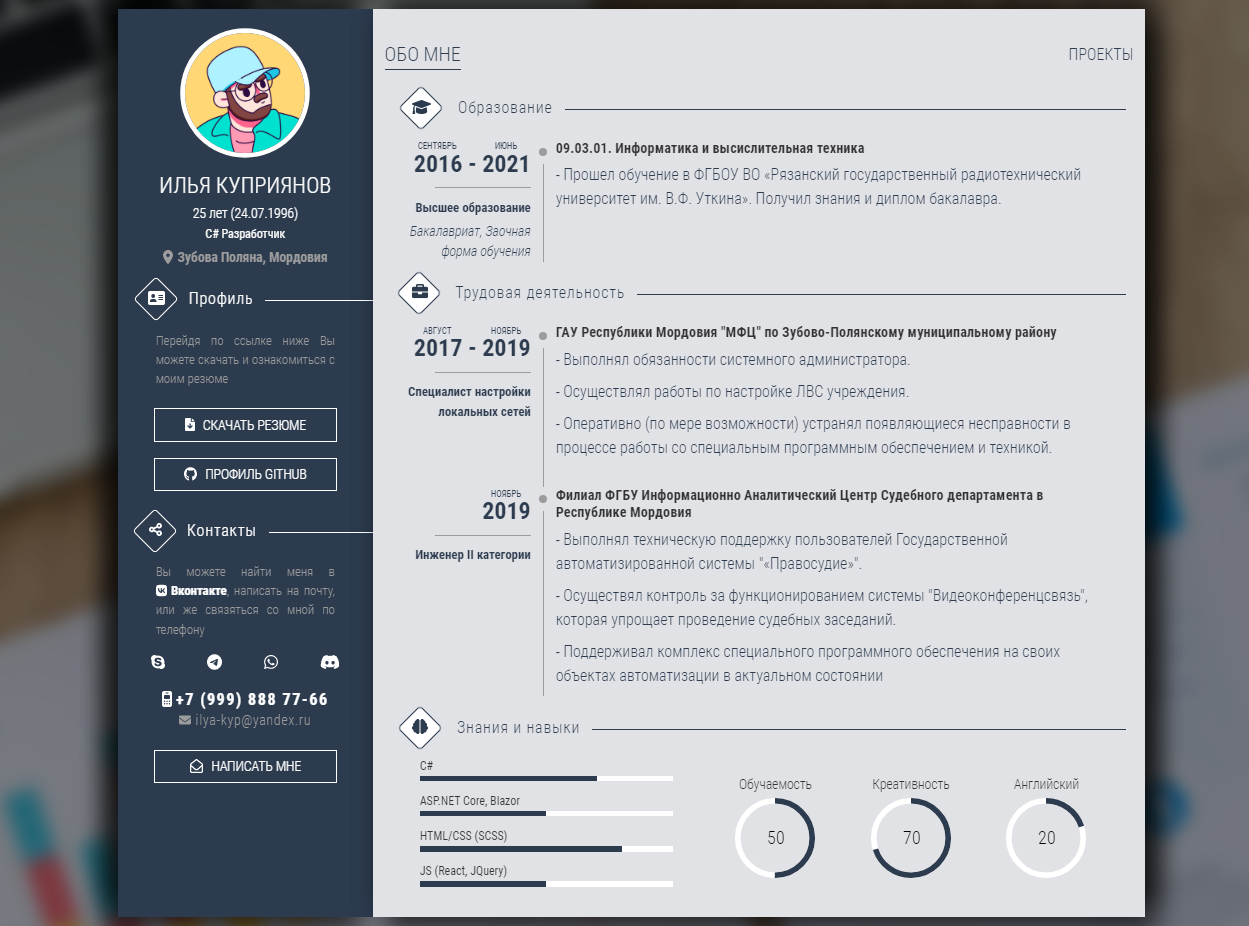 ИЛЬЯ КУПРИЯНОВ
25 лет (24.07.1996)
C# Разработчик
Зубова Поляна, Мордовия
Профиль
Перейдя по ссылке ниже Вы
можете скачать и ознакомиться с
моим резюме
СКАЧАТЬ РЕЗЮМЕ
ПРОФИЛЬ GITHUB
Контакты
Вы можете найти меня в
Вконтакте, написать на почту,
или же связяться со мной по
телефону
+7 (999) 888 77-66
ilya-kyp@yandex.ru
НАПИСАТЬ МНЕ
ОБО МНЕ
ПРОЕКТЫ
Образование
СЕНТЯБРЬ ИЮНЬ
2016 - 2021
Высшее образование
Бакалавриат, Заочная
форма обучения
09.03.01. Информатика и высислительная техника
- Прошел обучение в ФГБОУ ВО «Рязанский государственный радиотехнический
университет им. В.Ф. Уткина». Получил знания и диплом бакалавра.
Трудовая деятельность
АВГУСТ НОЯБРЬ
2017 - 2019
Специалист настройки
локальных сетей
ГАУ Республики Мордовия "МФЦ" по Зубово-Полянскому муниципальному району
- Выполнял обязанности системного администратора.
- Осуществлял работы по настройке ЛВС учреждения.
- Оперативно (по мере возможности) устранял появляющиеся несправности в
процессе работы со специальным программным обеспечением и техникой.
НОЯБРЬ
2019
Инженер II категории
Филиал ФГБУ Информационно Аналитический Центр Судебного департамента в
Республике Мордовия
- Выполнял техническую поддержку пользователей Государственной
автоматизированной системы "«Правосудие»".
- Осуществял контроль за функционированием системы "Видеоконференцсвязь",
которая упрощает проведение судебных заседаний.
- Поддерживал комплекс специального программного обеспечения на своих
объектах автоматизации в актуальном состоянии
Знания и навыки
C#
ASP.NET Core, Blazor
HTML/CSS (SCSS)
JS (React, JQuery)
Обучаемость Креативность Английский
50 70 20